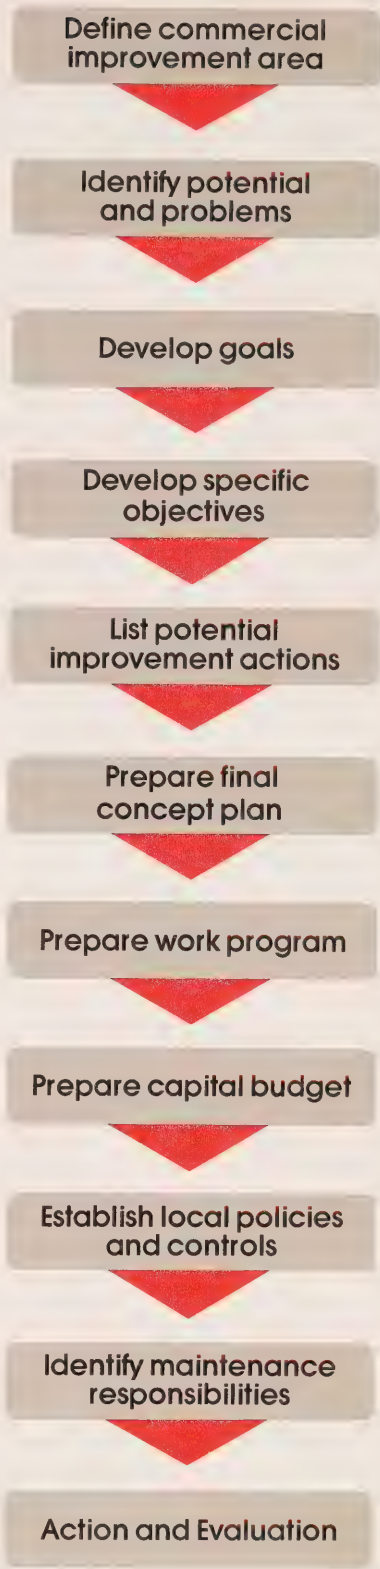 Define commercial
improvement area
Identify potential
and problems
Develop goals
Develop specific
objectives
List potential
improvement actions
Prepare final
concept plan
Prepare work program
Prepare capital budget
Establish local policies
and controls
Identify maintenance
responsibilities
Action and Evaluation